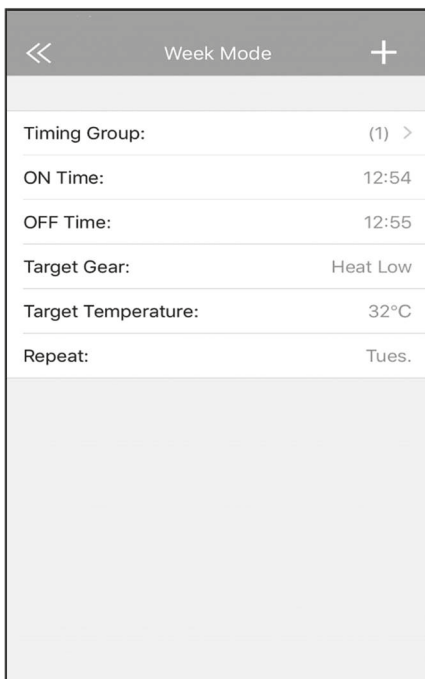 Week Mode
Timing Group: (1) >
ON Time: 12:54
OFF Time: 12:55
Target Gear: Heat Low
Target Temperature: 32°C
Repeat: Tues.